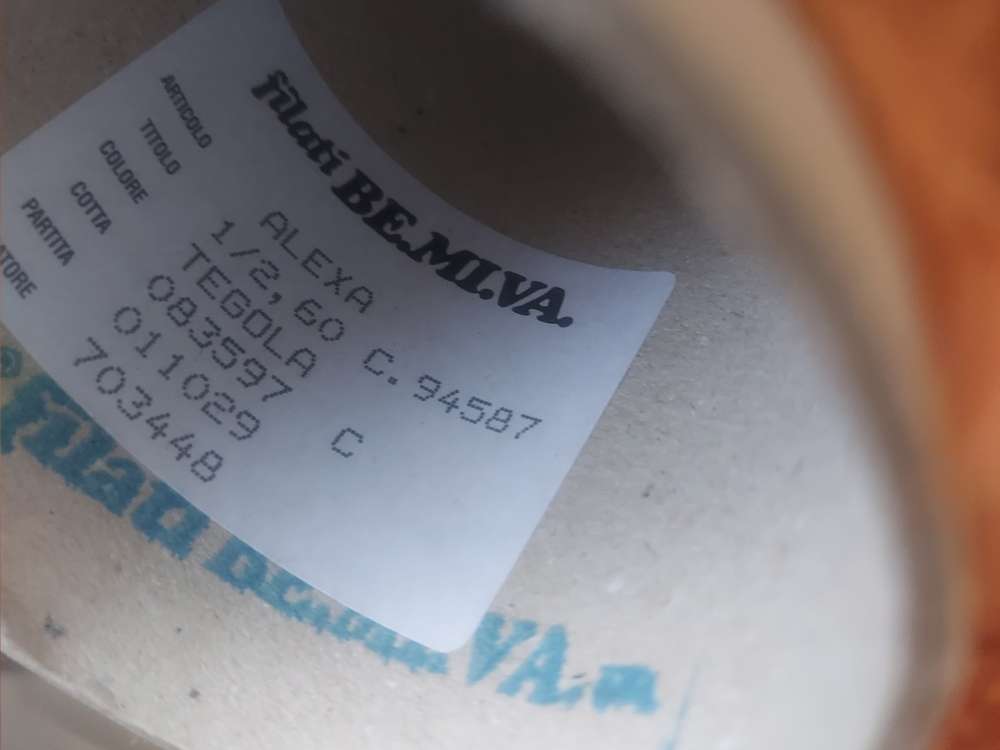 filati BE.MI.VA.
ARTICOLO ALEXA
TITOLO 1/2,60
COLORE TEGOLA C.94587
COTTA 083597
PARTITA 011029 C
703448
filati VA.